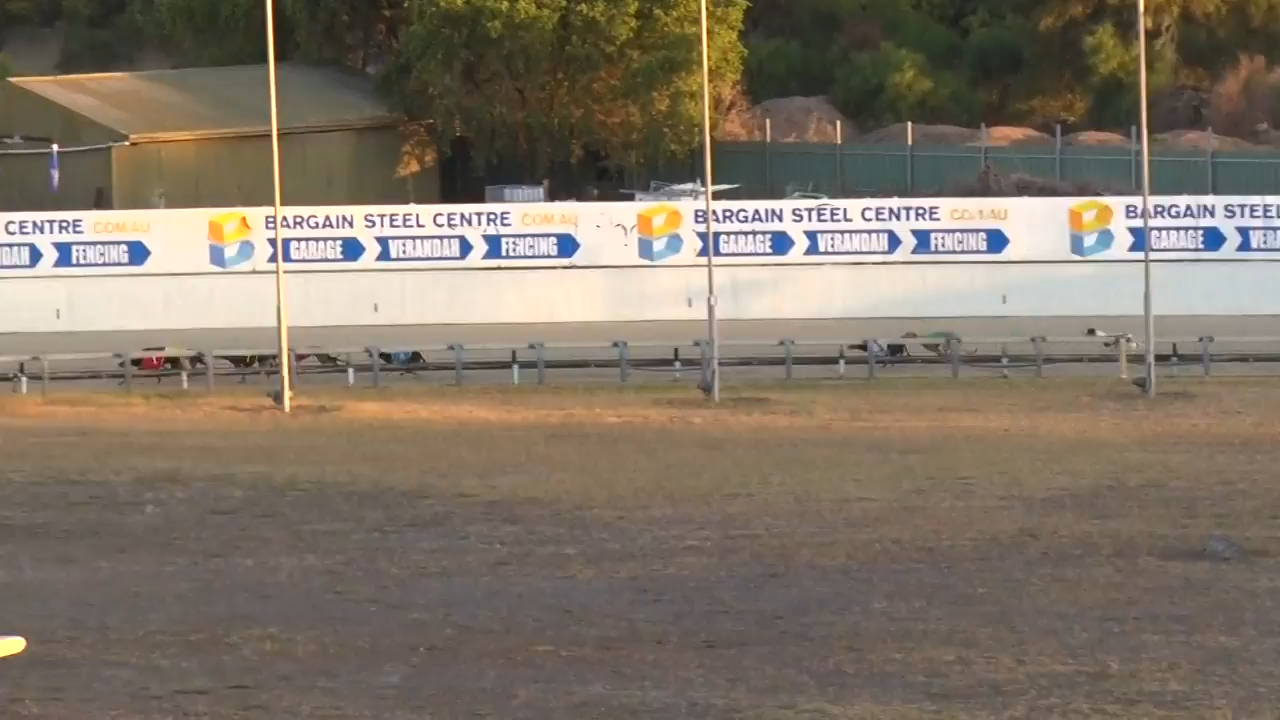 CENTRE COM.AU
DAH FENCING
BARGAIN STEEL CENTRE COM.AU
GARAGE VERANDAH FENCING
BARGAIN STEEL CENTRE COM.AU
GARAGE VERANDAH FENCING
BARGAIN STEEL
GARAGE VER